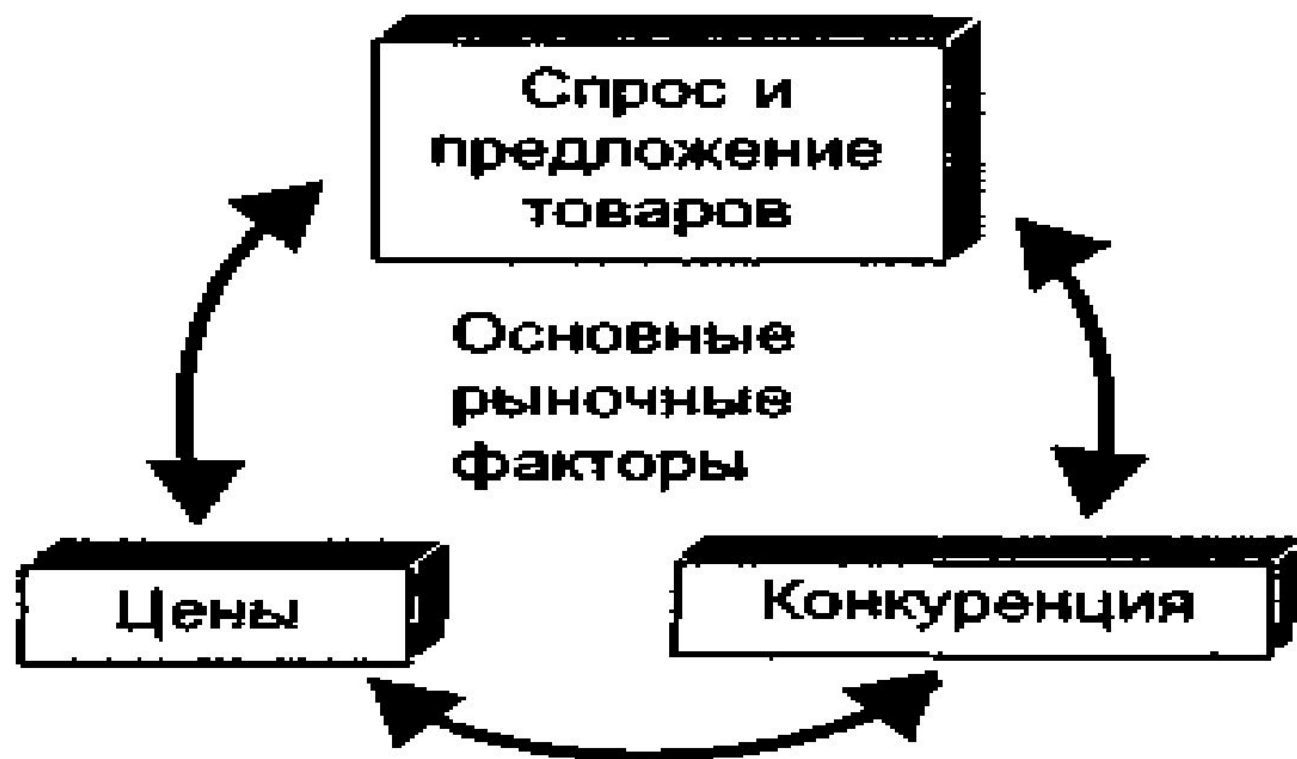 Спрос и
предложение
товаров
Основные
рыночные
факторы
Цены
Конкуренция